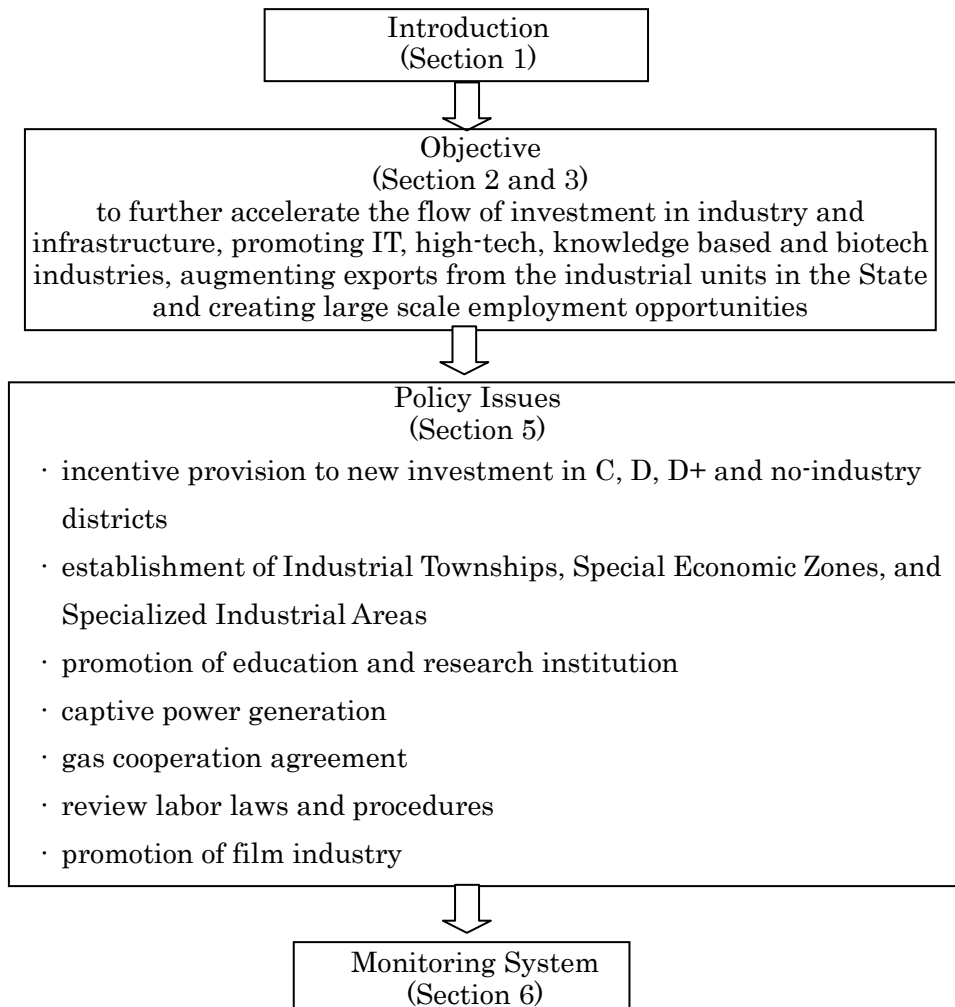 Introduction
(Section 1)
Objective
(Section 2 and 3)
to further accelerate the flow of investment in industry and
infrastructure, promoting IT, high-tech, knowledge based and biotech
industries, augmenting exports from the industrial units in the State
and creating large scale employment opportunities
Policy Issues
(Section 5)
· incentive provision to new investment in C, D, D+ and no-industry
districts
· establishment of Industrial Townships, Special Economic Zones, and
Specialized Industrial Areas
· promotion of education and research institution
· captive power generation
· gas cooperation agreement
· review labor laws and procedures
· promotion of film industry
Monitoring System
(Section 6)